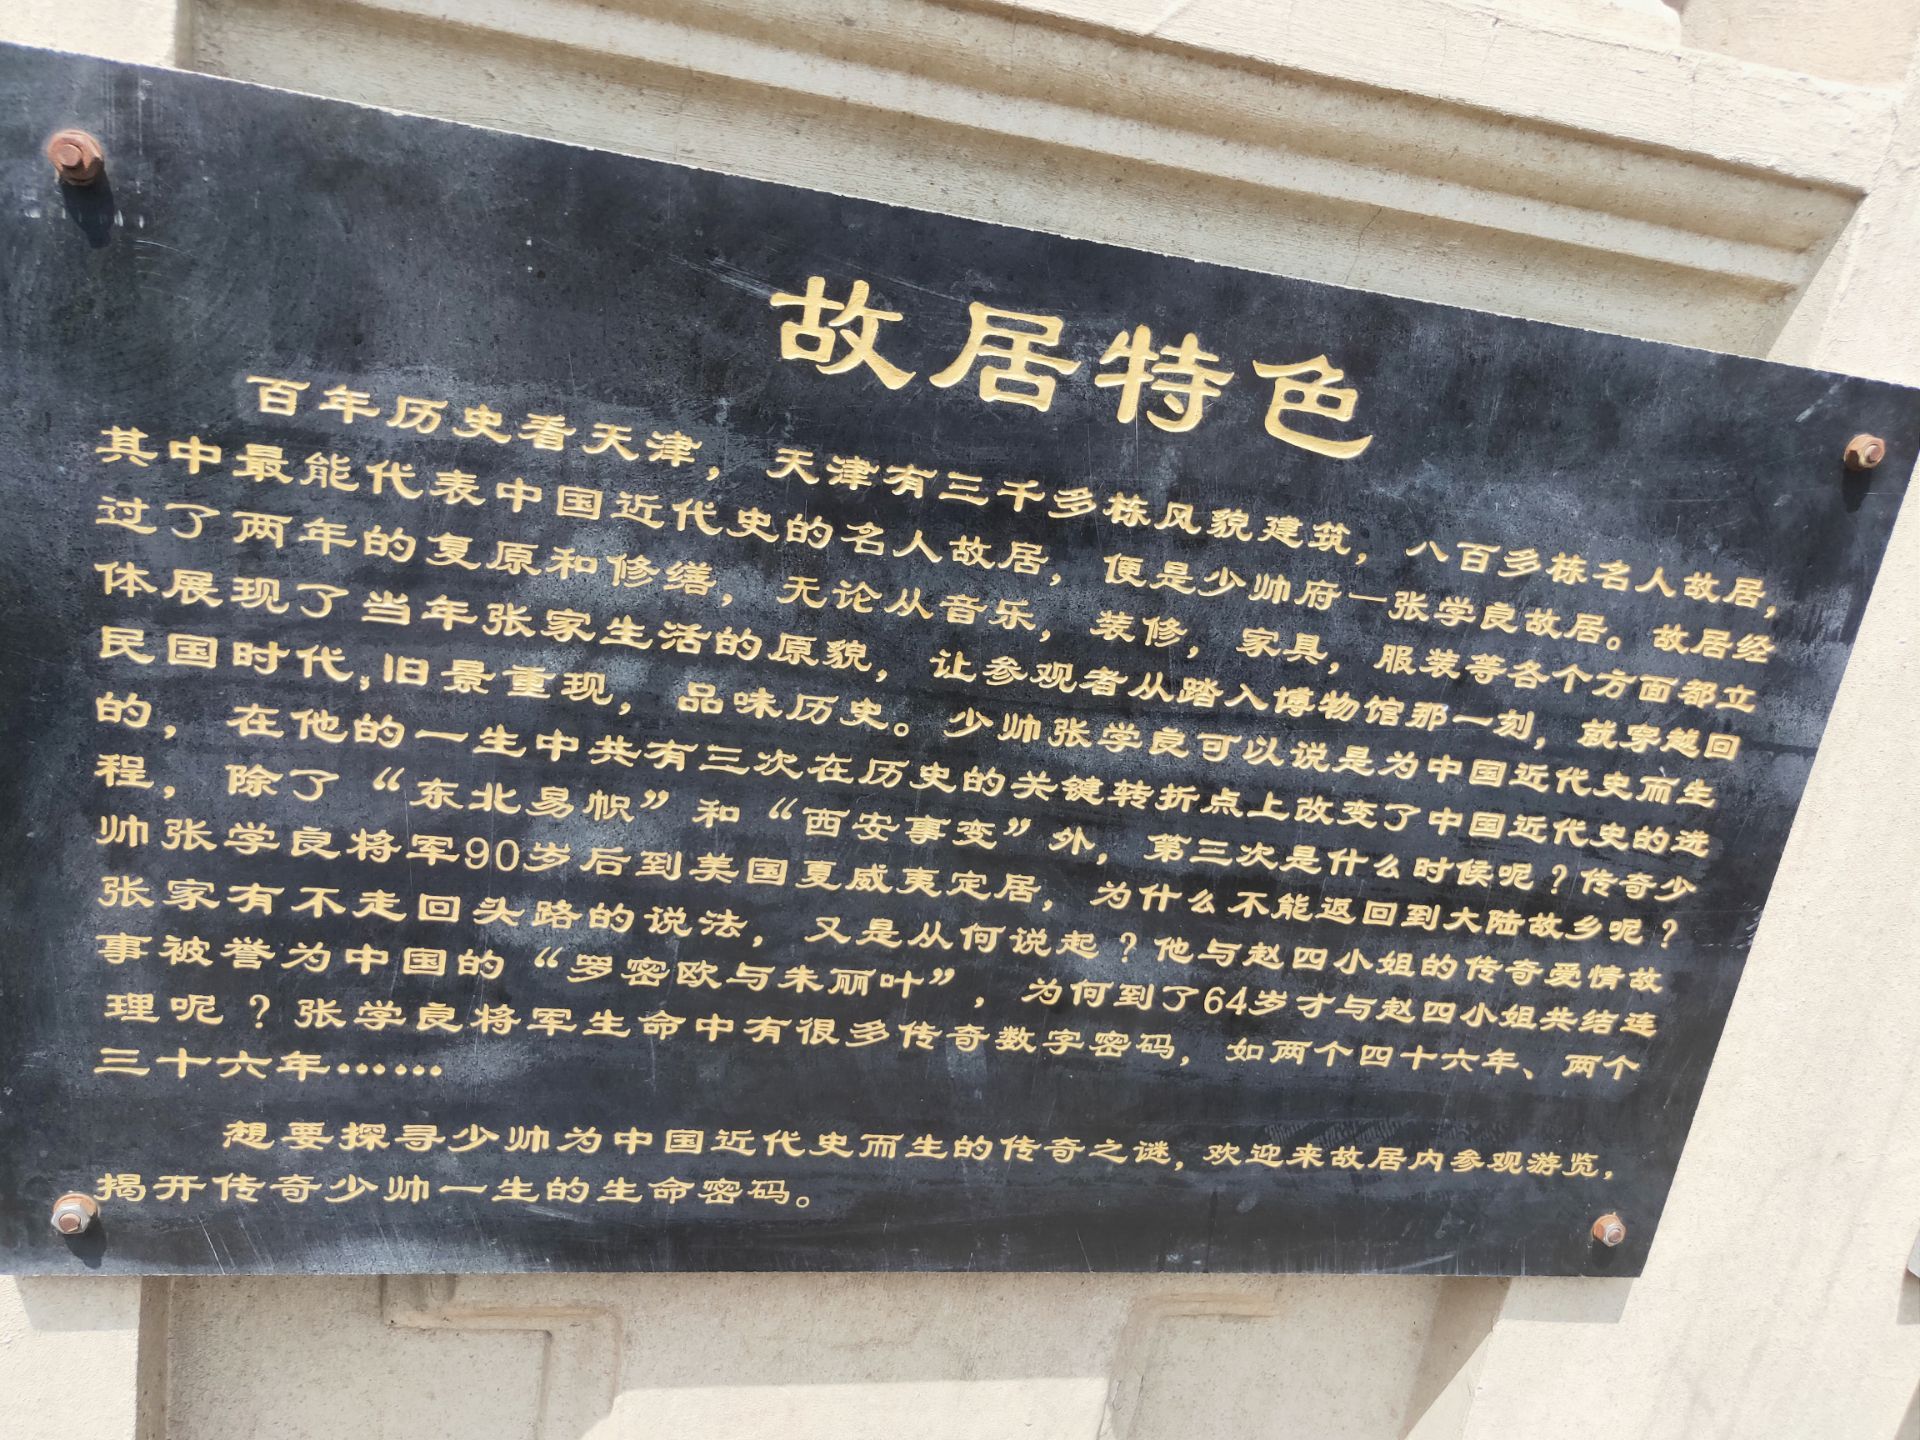 故居特色
百年历史看天津，天津有三千多栋风貌建筑，八百多栋名人故居，
其中最能代表中国近代史的名人故居，便是少帅府一张学良故居。故居经
过了两年的复原和修缮，无论从音乐，装修，家具，服装等各个方面都立
体展现了当年张家生活的原貌，让参观者从踏入博物馆那一刻，就穿越回
民国时代，旧景重现，品味历史。少帅张学良可以说是为中国近代史而生
的，在他的一生中共有三次在历史的关键转折点上改变了中国近代史的进
程，除了“东北易帜”和“西安事变”外，第三次是什么时候呢？传奇少
帅张学良将军90岁后到美国夏威夷定居，为什么不能返回到大陆故乡呢？
张家有不走回头路的说法，又是从何说起？他与赵四小姐的传奇爱情故
事被誉为中国的“罗密欧与朱丽叶”，为何到了64岁才与赵四小姐共结连
理呢？张学良将军生命中有很多传奇数字密码，如两个四十六年、两个
三十六年……
想要探寻少帅为中国近代史而生的传奇之谜，欢迎来故居内参观游览，
揭开传奇少帅一生的生命密码。